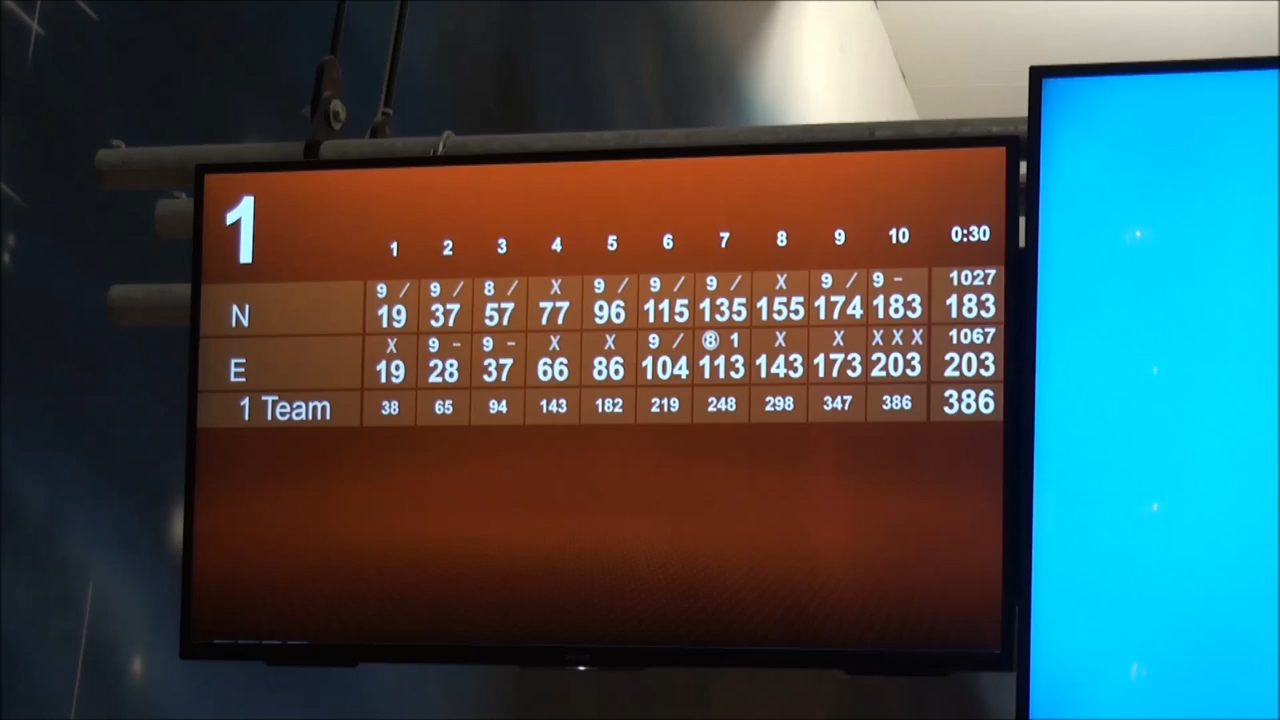 1
1 2 3 4 5 6 7 8 9 10 0:30
9 / 9 / 8 / X 9 / 9 / 9 / X 9 / 9 - 1027
N 19 37 57 77 96 115 135 155 174 183 183
X 9 - 9 - X X 9 / ⑧ 1 X X X X X 1067
E 19 28 37 66 86 104 113 143 173 203 203
1 Team 38 65 94 143 182 219 248 298 347 386 386